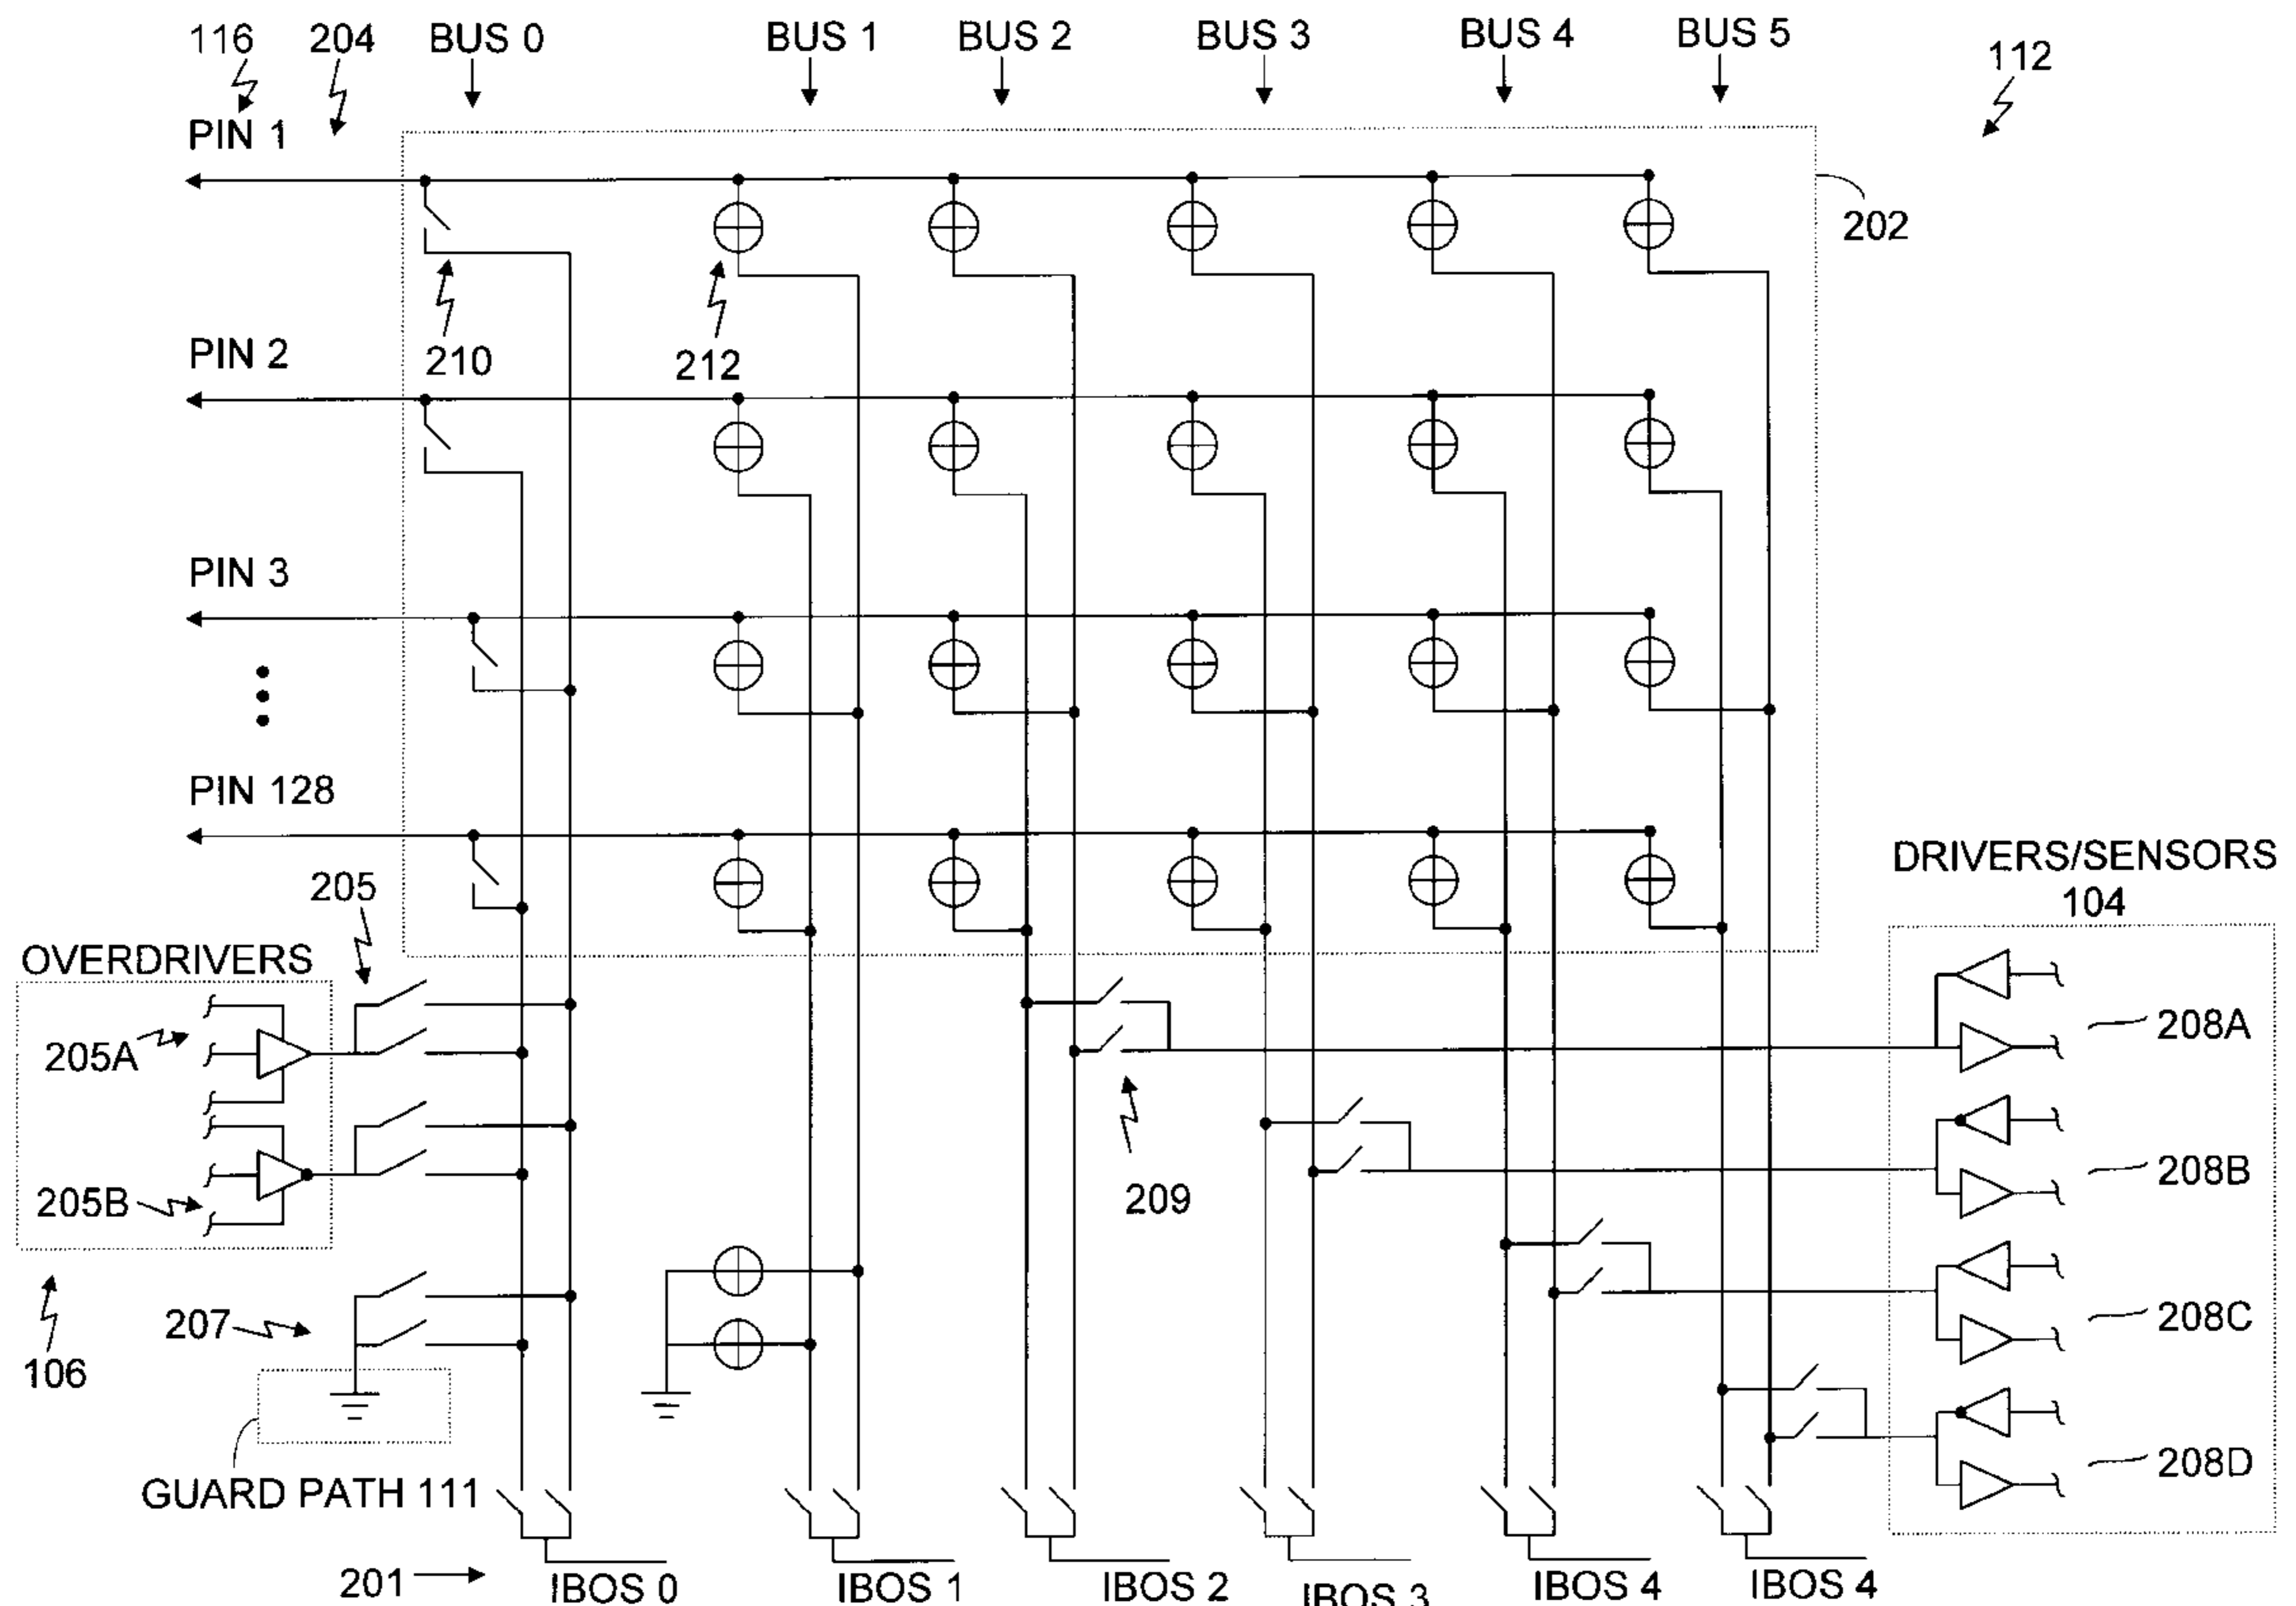 116
204
BUS 0
BUS 1
BUS 2
BUS 3
BUS 4
BUS 5
112
PIN 1
202
210
212
PIN 2
PIN 3
PIN 128
DRIVERS/SENSORS
104
205
OVERDRIVERS
205A
208A
205B
209
208B
207
208C
106
208D
GUARD PATH 111
201
IBOS 0
IBOS 1
IBOS 2
IBOS 3
IBOS 4
IBOS 4